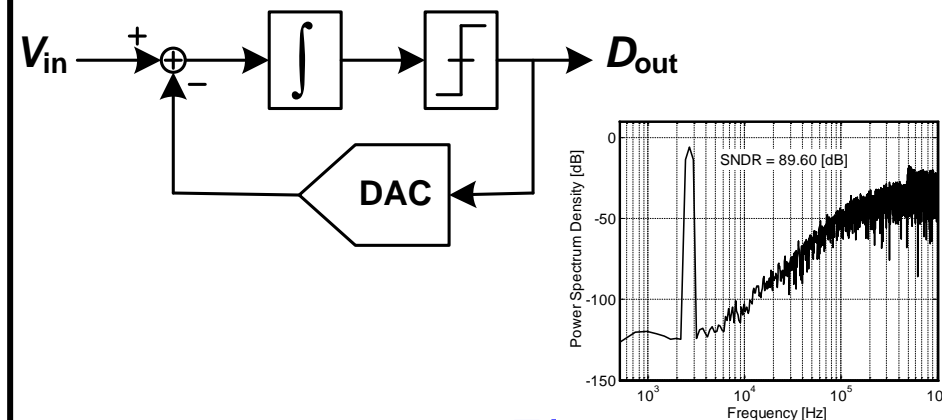 V_in
+
−
∫
D_out
DAC
SNDR = 89.60 [dB]
Power Spectrum Density [dB]
0
-50
-100
-150
10^3
10^4
10^5
Frequency [Hz]